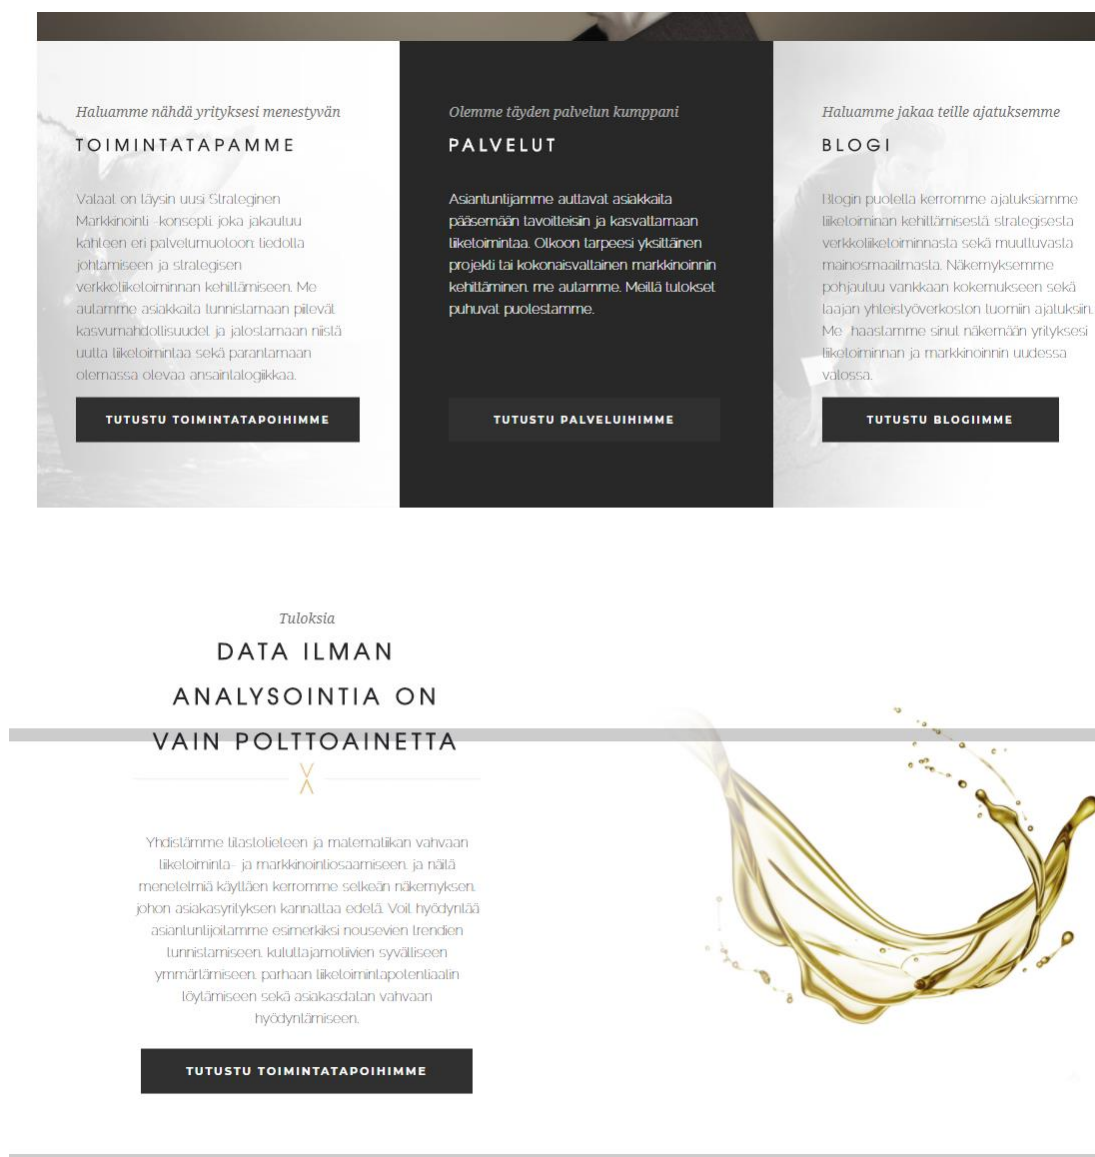 Haluamme nähdä yrityksesi menestyvän
TOIMINTATAPAMME
Valaat on täysin uusi Strateginen
Markkinointi -konsepti, joka jakautuu
kahteen eri palvelumuotoon: tiedolla
johtamiseen ja strategisen
verkkoliiketoiminnan kehittämiseen. Me
autamme asiakkaita tunnistamaan piilevät
kasvumahdollisuudet ja jalostamaan niistä
uutta liiketoimintaa sekä parantamaan
olemassa olevaa ansaintalogiikkaa.
TUTUSTU TOIMINTATAPOIHIMME
Olemme täyden palvelun kumppani
PALVELUT
Asiantuntijamme auttavat asiakkaita
pääsemään tavoitteisiin ja kasvattamaan
liiketoimintaa. Olkoon tarpeesi yksittäinen
projekti tai kokonaisvaltainen markkinoinnin
kehittäminen, me autamme. Meillä tulokset
puhuvat puolestamme.
TUTUSTU PALVELUIHIMME
Haluamme jakaa teille ajatuksemme
BLOGI
Blogin puolella kerromme ajatuksiamme
liiketoiminan kehittämisestä, strategisesta
verkkoliiketoiminnasta sekä muuttuvasta
mainosmaailmasta. Näkemyksemme
pohjautuu vankkaan kokemukseen sekä
laajan yhteistyöverkoston tuomiin ajatuksiin.
Me haastamme sinut näkemään yrityksesi
liiketoiminnan ja markkinoinnin uudessa
valossa.
TUTUSTU BLOGIIMME
Tuloksia
DATA ILMAN
ANALYSOINTIA ON
VAIN POLTTOAINETTA
Yhdistämme tilastotieteen ja matematiikan vahvaan
liiketoiminta- ja markkinointiosaamiseen, ja näitä
menetelmiä käyttäen kerromme selkeän näkemyksen,
johon asiakasyrityksen kannattaa edetä. Voit hyödyntää
asiantuntijoitamme esimerkiksi nousevien trendien
tunnistamiseen, kuluttajamotiivien syvälliseen
ymmärtämiseen, parhaan liiketoimintapotentiaalin
löytämiseen sekä asiakasdatan vahvaan
hyödyntämiseen.
TUTUSTU TOIMINTATAPOIHIMME